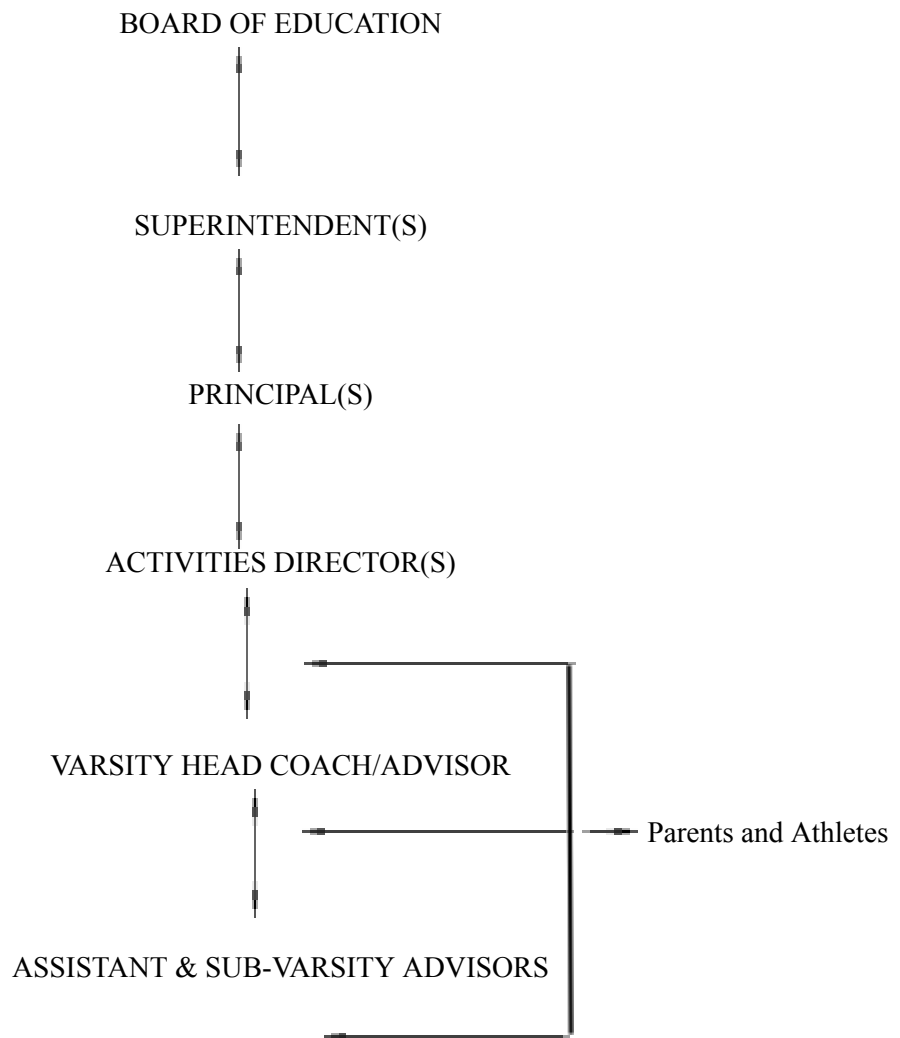 BOARD OF EDUCATION
SUPERINTENDENT(S)
PRINCIPAL(S)
ACTIVITIES DIRECTOR(S)
VARSITY HEAD COACH/ADVISOR
Parents and Athletes
ASSISTANT & SUB-VARSITY ADVISORS